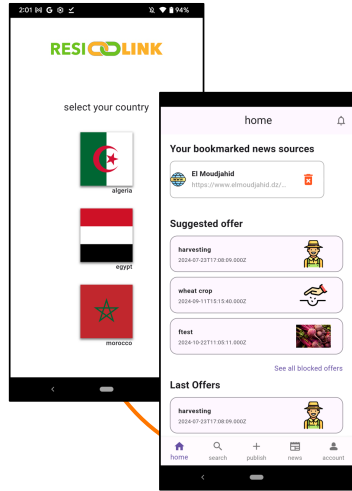 2:01
94%
RESILINK
select your country
algeria
egypt
morocco
home
Your bookmarked news sources
El Moudjahid
https://www.elmoudjahid.dz/...
Suggested offer
harvesting
2024-07-23T17:08:09.000Z
wheat crop
2024-09-11T15:15:40.000Z
ftest
2024-10-22T11:05:11.000Z
See all blocked offers
Last Offers
harvesting
2024-07-23T17:08:09.000Z
home
search
publish
news
account